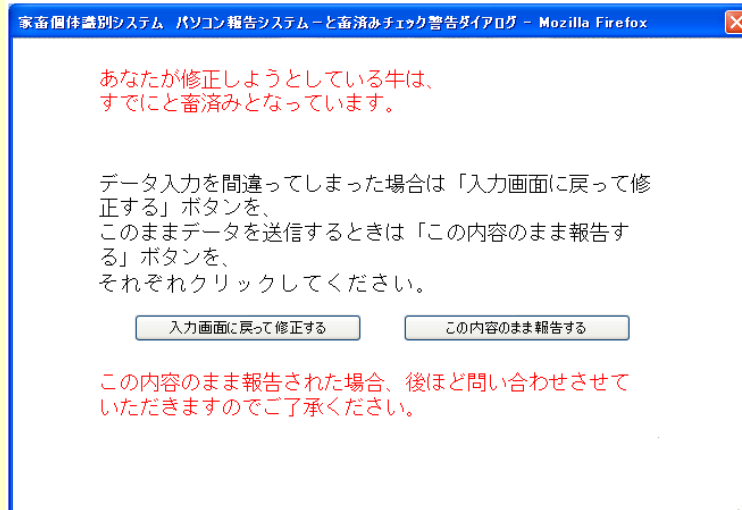 家畜個体識別システム パソコン報告システム－と畜済みチェック警告ダイアログ - Mozilla Firefox
あなたが修正しようとしている牛は、
すでにと畜済みとなっています。
データ入力を間違ってしまった場合は「入力画面に戻って修
正する」ボタンを、
このままデータを送信するときは「この内容のまま報告す
る」ボタンを、
それぞれクリックしてください。
入力画面に戻って修正する
この内容のまま報告する
この内容のまま報告された場合、後ほど問い合わせさせて
いただきますのでご了承ください。